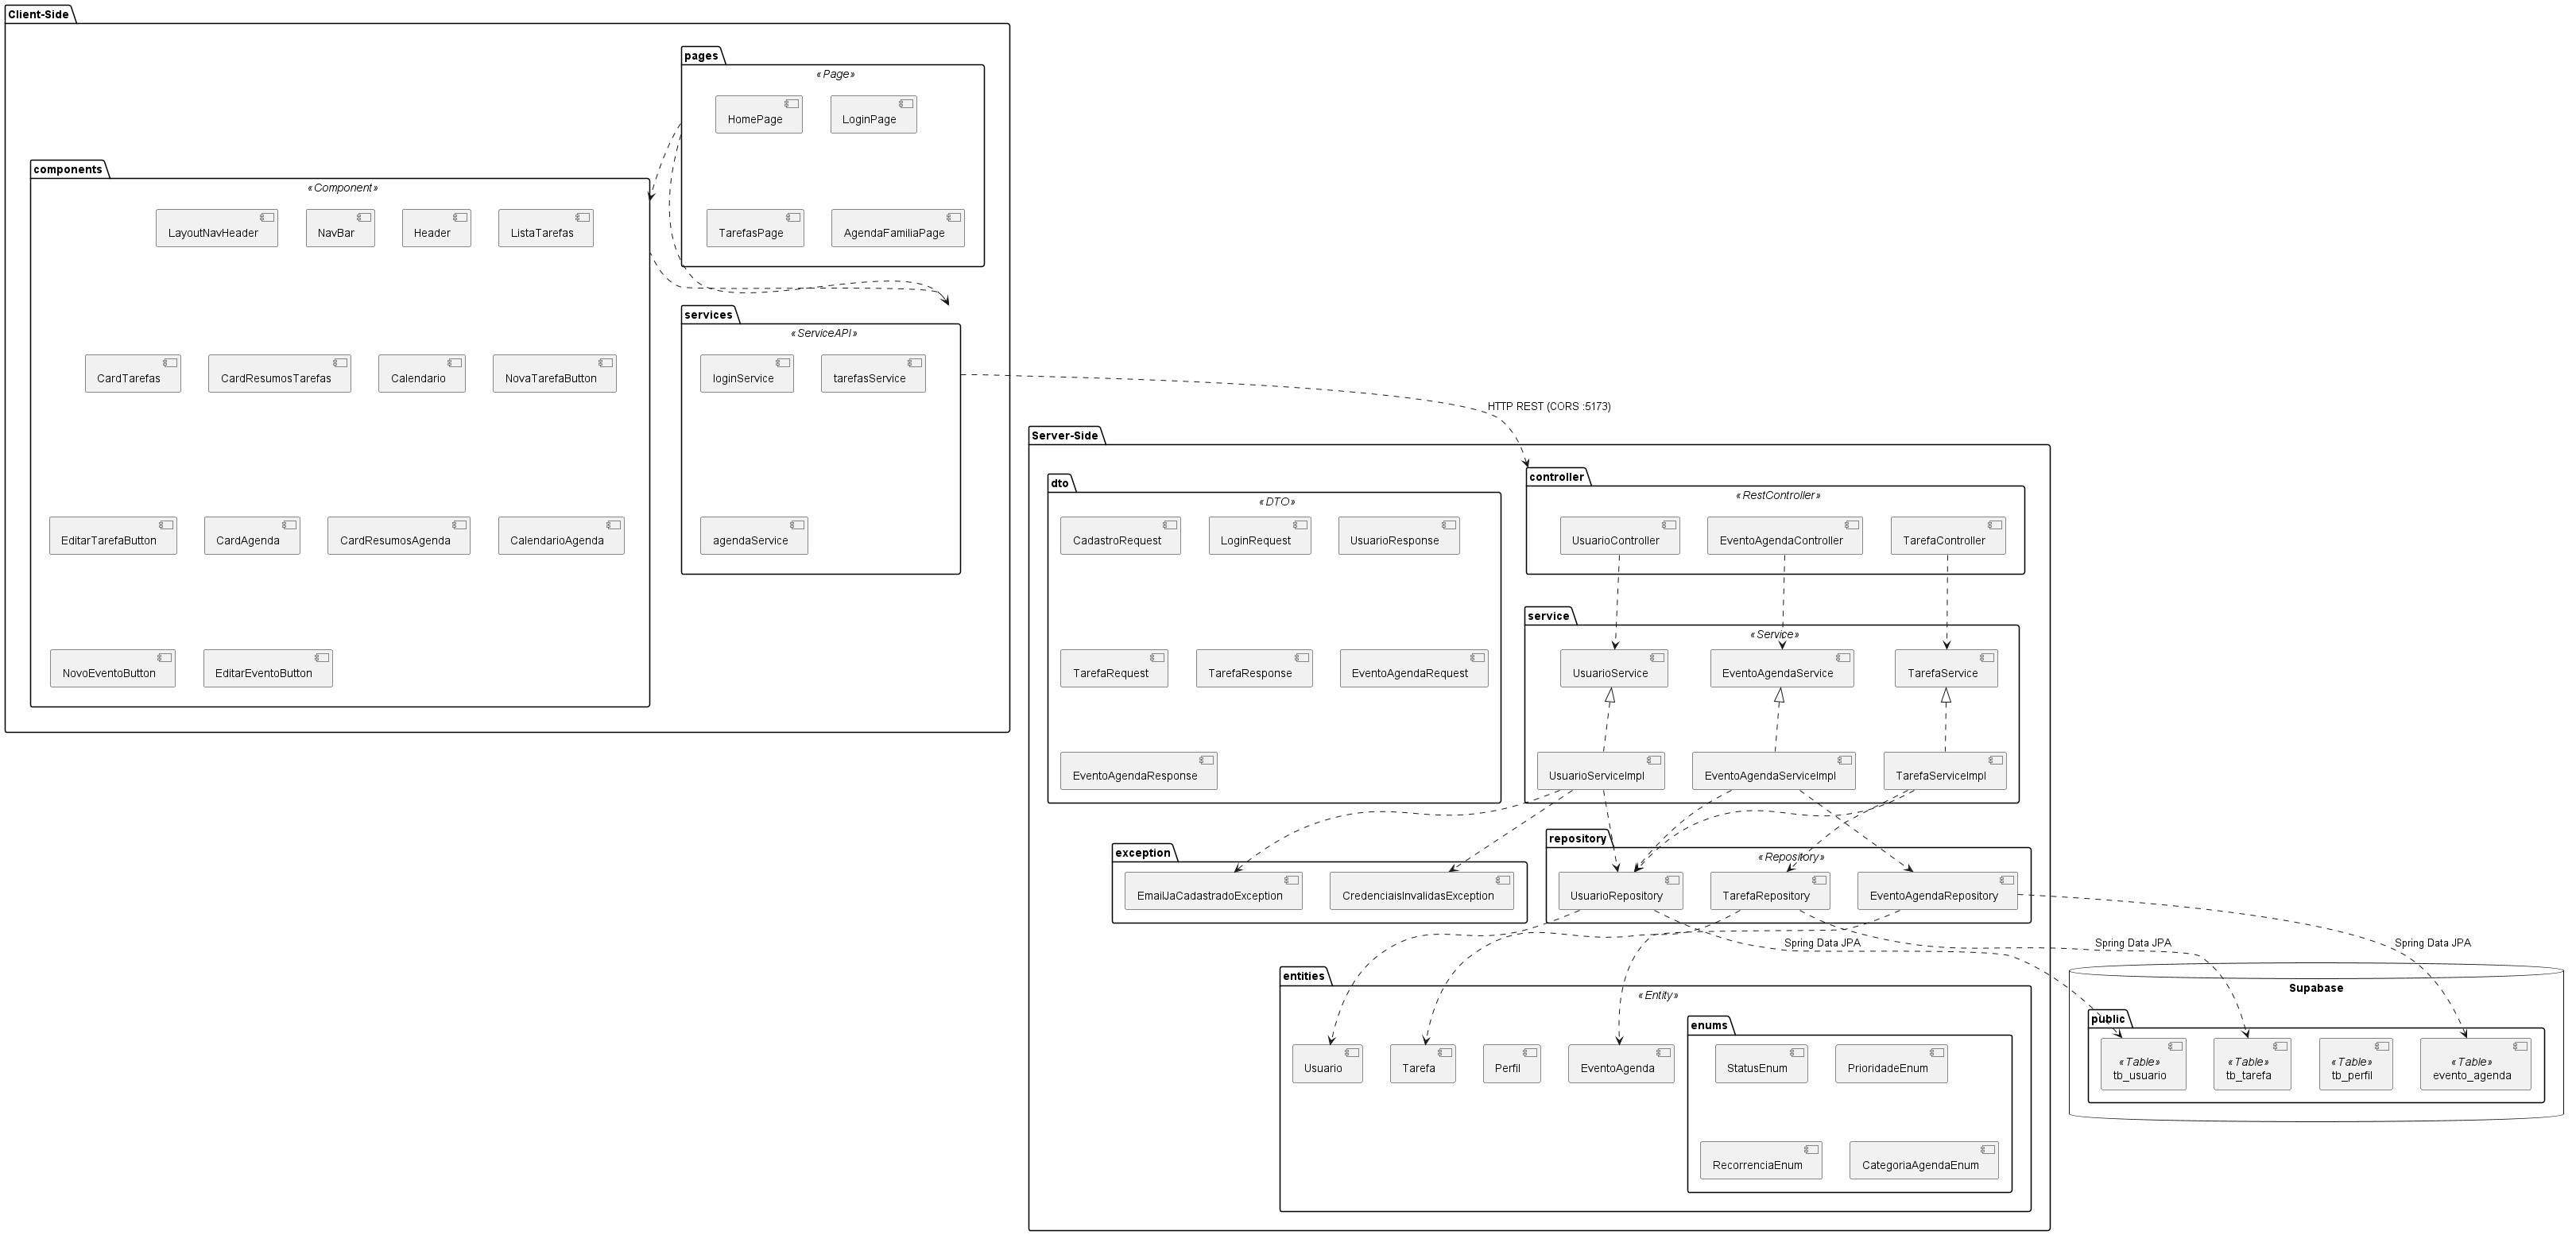 Client-Side
pages
«Page»
HomePage
LoginPage
TarefasPage
AgendaFamiliaPage
components
«Component»
LayoutNavHeader
NavBar
Header
ListaTarefas
CardTarefas
CardResumosTarefas
Calendario
NovaTarefaButton
EditarTarefaButton
CardAgenda
CardResumosAgenda
CalendarioAgenda
NovoEventoButton
EditarEventoButton
services
«ServiceAPI»
loginService
tarefasService
agendaService
HTTP REST (CORS :5173)
Server-Side
dto
«DTO»
CadastroRequest
LoginRequest
UsuarioResponse
TarefaRequest
TarefaResponse
EventoAgendaRequest
EventoAgendaResponse
controller
«RestController»
UsuarioController
EventoAgendaController
TarefaController
service
«Service»
UsuarioService
EventoAgendaService
TarefaService
UsuarioServiceImpl
EventoAgendaServiceImpl
TarefaServiceImpl
exception
EmailJaCadastradoException
CredenciaisInvalidasException
repository
«Repository»
UsuarioRepository
TarefaRepository
EventoAgendaRepository
Spring Data JPA
Spring Data JPA
Spring Data JPA
entities
«Entity»
Usuario
Tarefa
Perfil
EventoAgenda
enums
StatusEnum
PrioridadeEnum
RecorrenciaEnum
CategoriaAgendaEnum
Supabase
public
«Table»
tb_usuario
«Table»
tb_tarefa
«Table»
tb_perfil
«Table»
evento_agenda